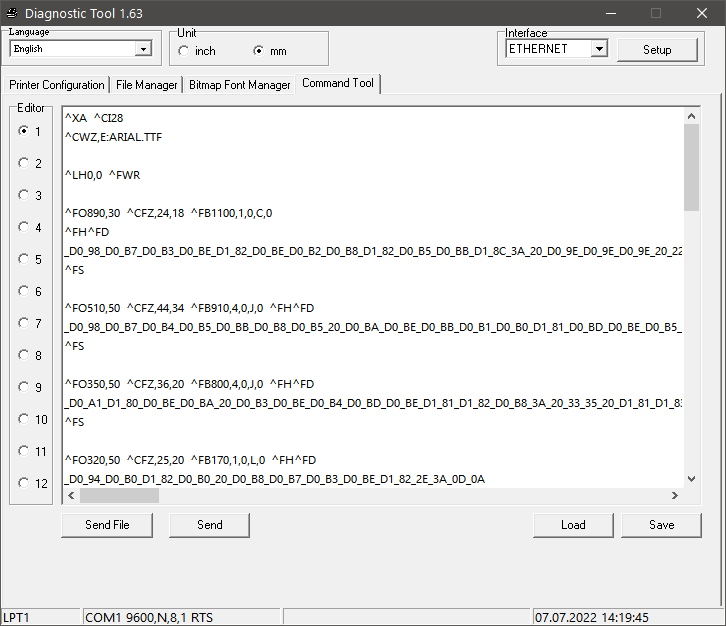 Diagnostic Tool 1.63
Language
English
Unit
inch
mm
Interface
ETHERNET
Setup
Printer Configuration
File Manager
Bitmap Font Manager
Command Tool
Editor
1
2
3
4
5
6
7
8
9
10
11
12
^XA ^CI28
^CWZ,E:ARIAL.TTF
^LH0,0 ^FWR
^FO890,30 ^CFZ,24,18 ^FB1100,1,0,C,0
^FH^FD
_D0_98_D0_B7_D0_B3_D0_BE_D1_82_D0_BE_D0_B2_D0_B8_D1_82_D0_B5_D0_BB_D1_8C_3A_20_D0_9E_D0_9E_D0_9E_20_22
^FS
^FO510,50 ^CFZ,44,34 ^FB910,4,0,J,0 ^FH^FD
_D0_98_D0_B7_D0_B4_D0_B5_D0_BB_D0_B8_D0_B5_20_D0_BA_D0_BE_D0_BB_D0_B1_D0_B0_D1_81_D0_BD_D0_BE_D0_B5_
^FS
^FO350,50 ^CFZ,36,20 ^FB800,4,0,J,0 ^FH^FD
_D0_A1_D1_80_D0_BE_D0_BA_20_D0_B3_D0_BE_D0_B4_D0_BD_D0_BE_D1_81_D1_82_D0_B8_3A_20_33_35_20_D1_81_D1_83
^FS
^FO320,50 ^CFZ,25,20 ^FB170,1,0,L,0 ^FH^FD
_D0_94_D0_B0_D1_82_D0_B0_20_D0_B8_D0_B7_D0_B3_D0_BE_D1_82_2E_3A_0D_0A
Send File
Send
Load
Save
LPT1
COM1 9600,N,8,1 RTS
07.07.2022 14:19:45